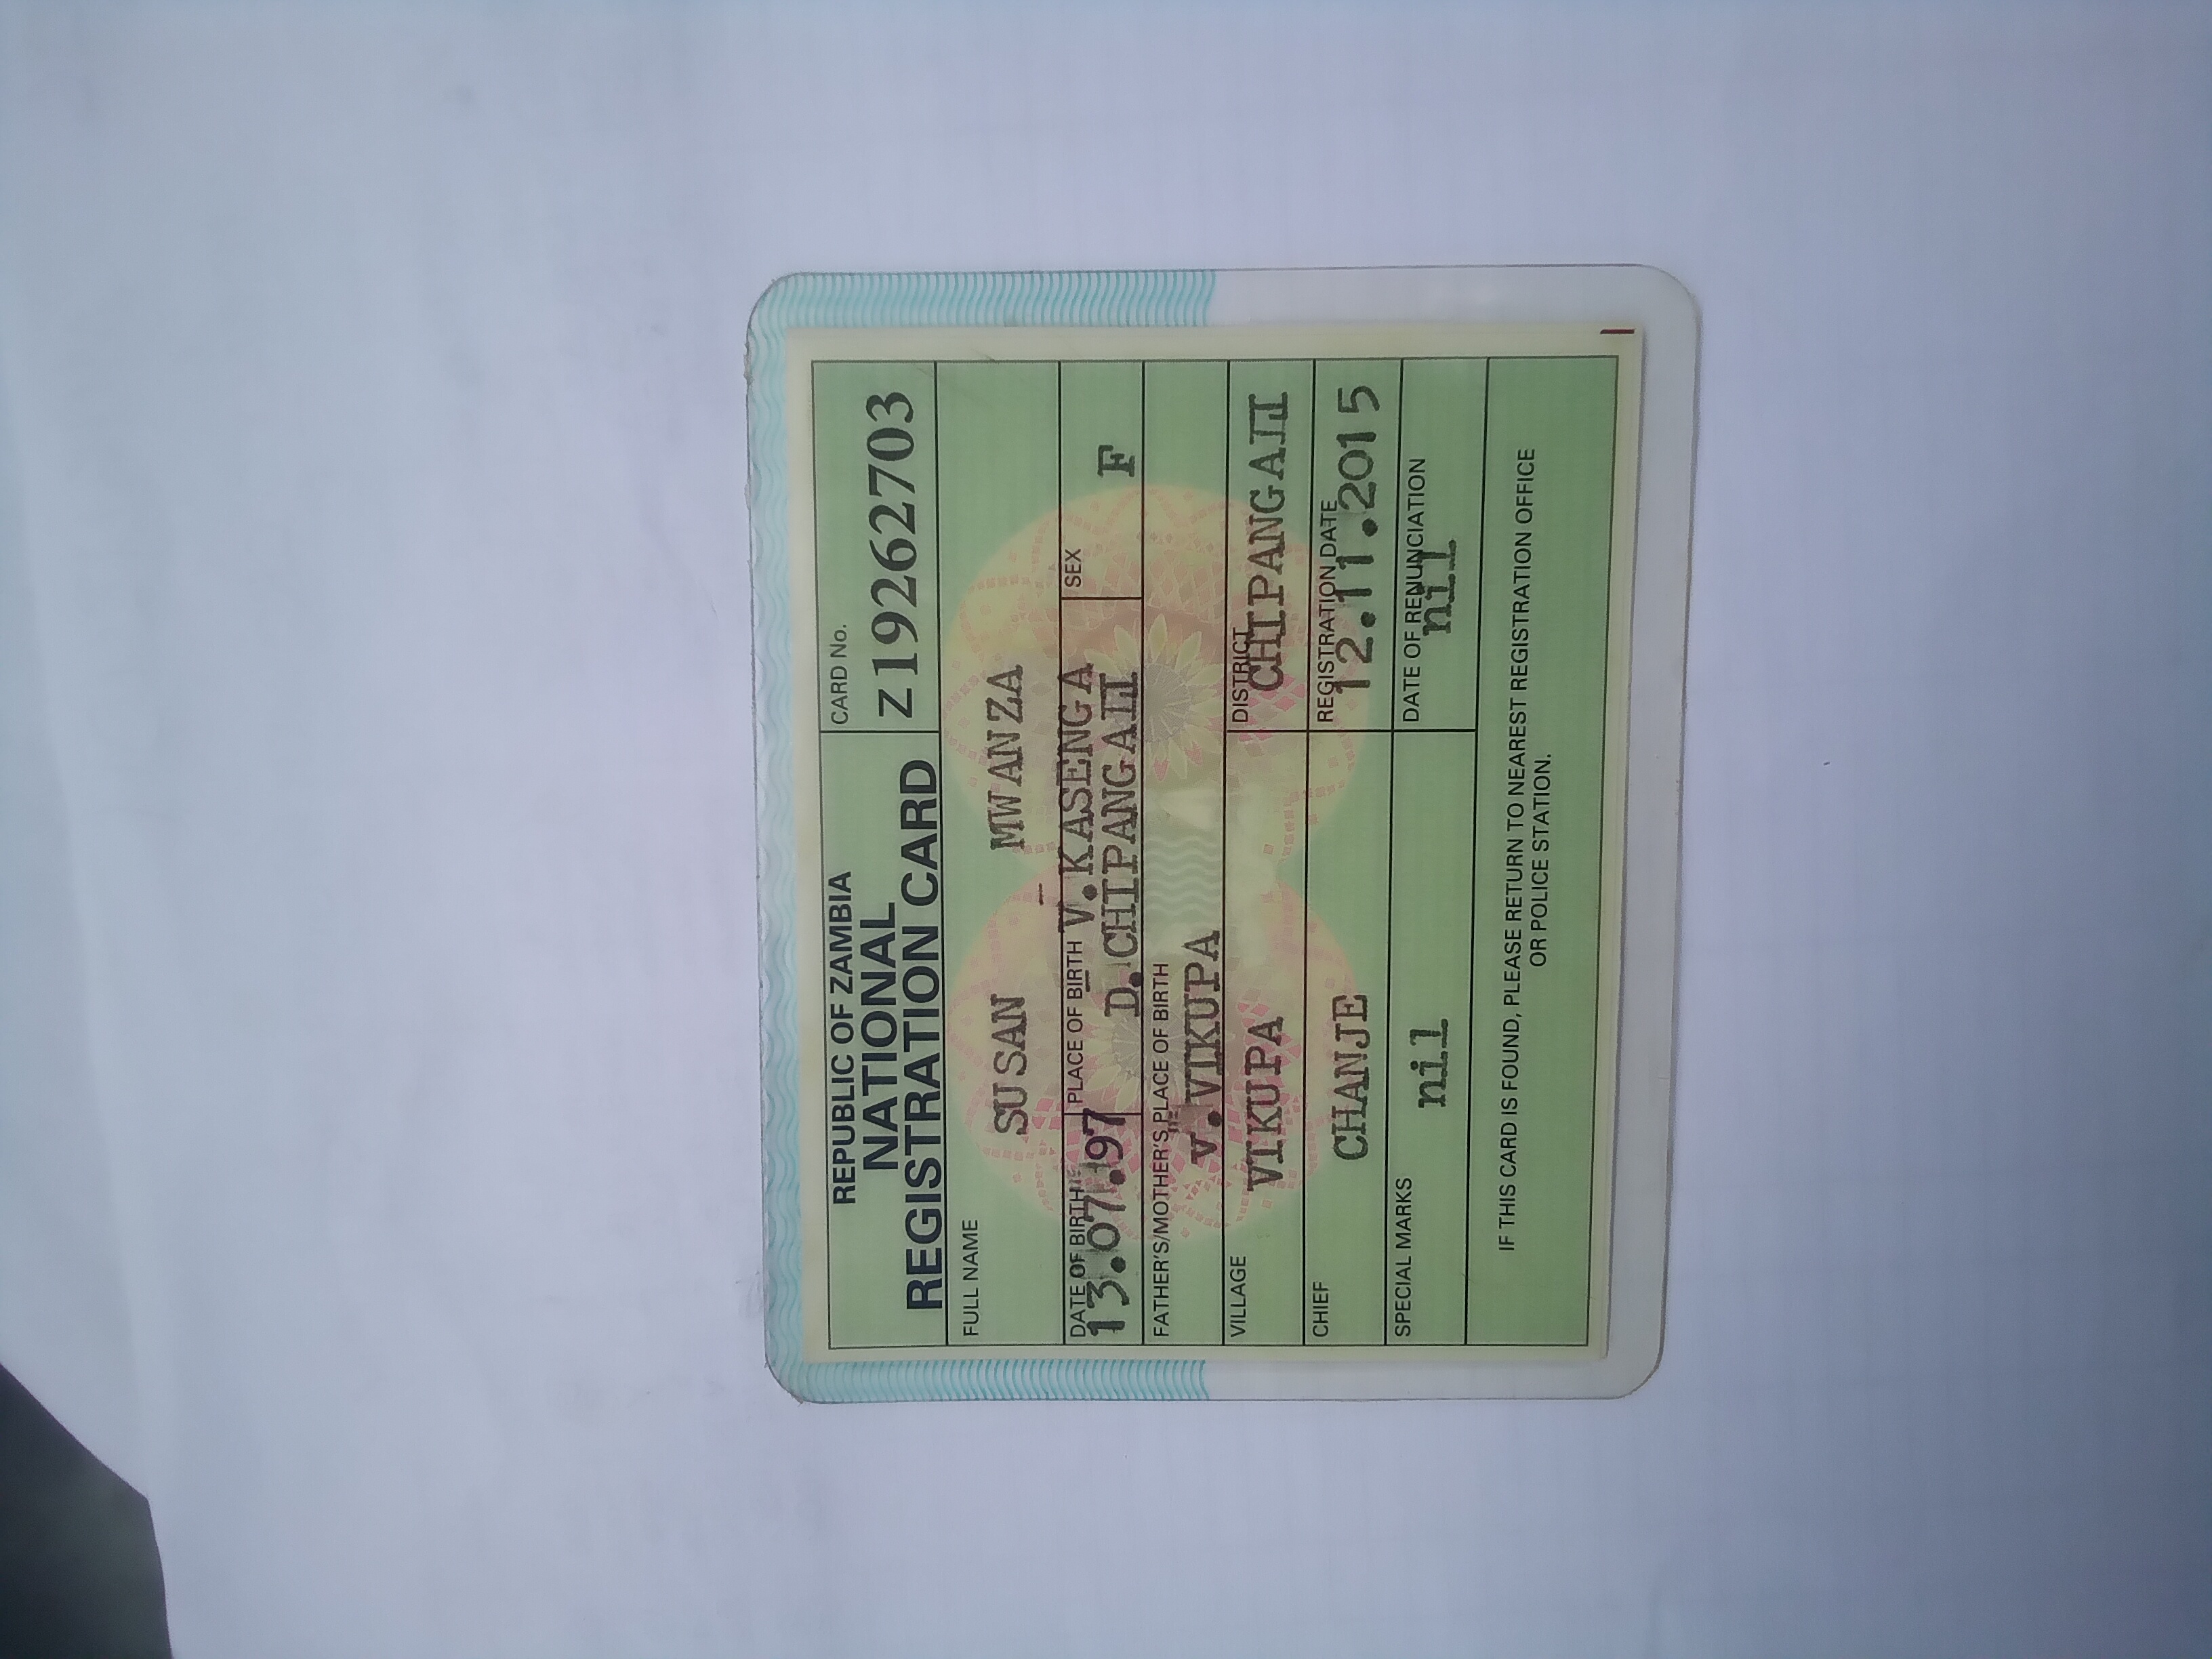 REPUBLIC OF ZAMBIA
NATIONAL
REGISTRATION CARD
CARD No.
Z 19262703
FULL NAME
SUSAN MWANZA
DATE OF BIRTH
13.07.97
PLACE OF BIRTH V.KASENGA
D.CHIPANGALI
SEX
F
FATHER'S/MOTHER'S PLACE OF BIRTH
V.VIKUPA
VILLAGE
VIKUPA
DISTRICT
CHIPANGALI
CHIEF
CHANJE
REGISTRATION DATE
12.11.2015
SPECIAL MARKS
nil
DATE OF RENUNCIATION
nil
IF THIS CARD IS FOUND, PLEASE RETURN TO NEAREST REGISTRATION OFFICE
OR POLICE STATION.